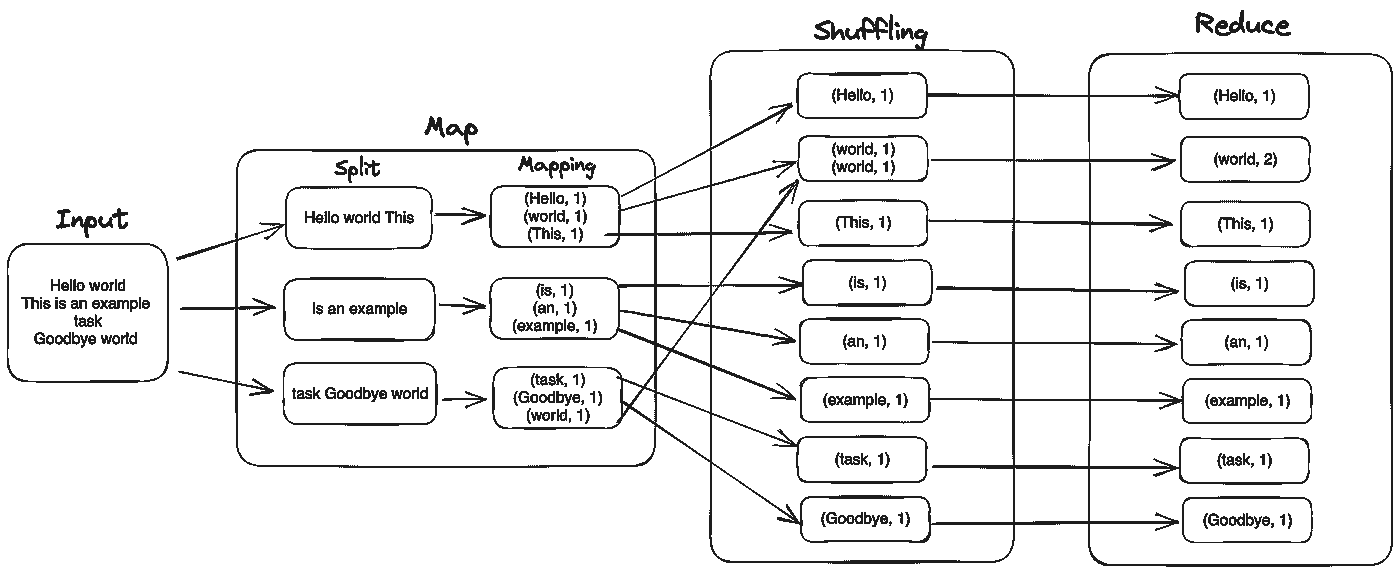 Input
Hello world
This is an example
task
Goodbye world
Map
Split
Hello world This
is an example
task Goodbye world
Mapping
(Hello, 1)
(world, 1)
(This, 1)
(is, 1)
(an, 1)
(example, 1)
(task, 1)
(Goodbye, 1)
(world, 1)
Shuffling
(Hello, 1)
(world, 1)
(world, 1)
(This, 1)
(is, 1)
(an, 1)
(example, 1)
(task, 1)
(Goodbye, 1)
Reduce
(Hello, 1)
(world, 2)
(This, 1)
(is, 1)
(an, 1)
(example, 1)
(task, 1)
(Goodbye, 1)